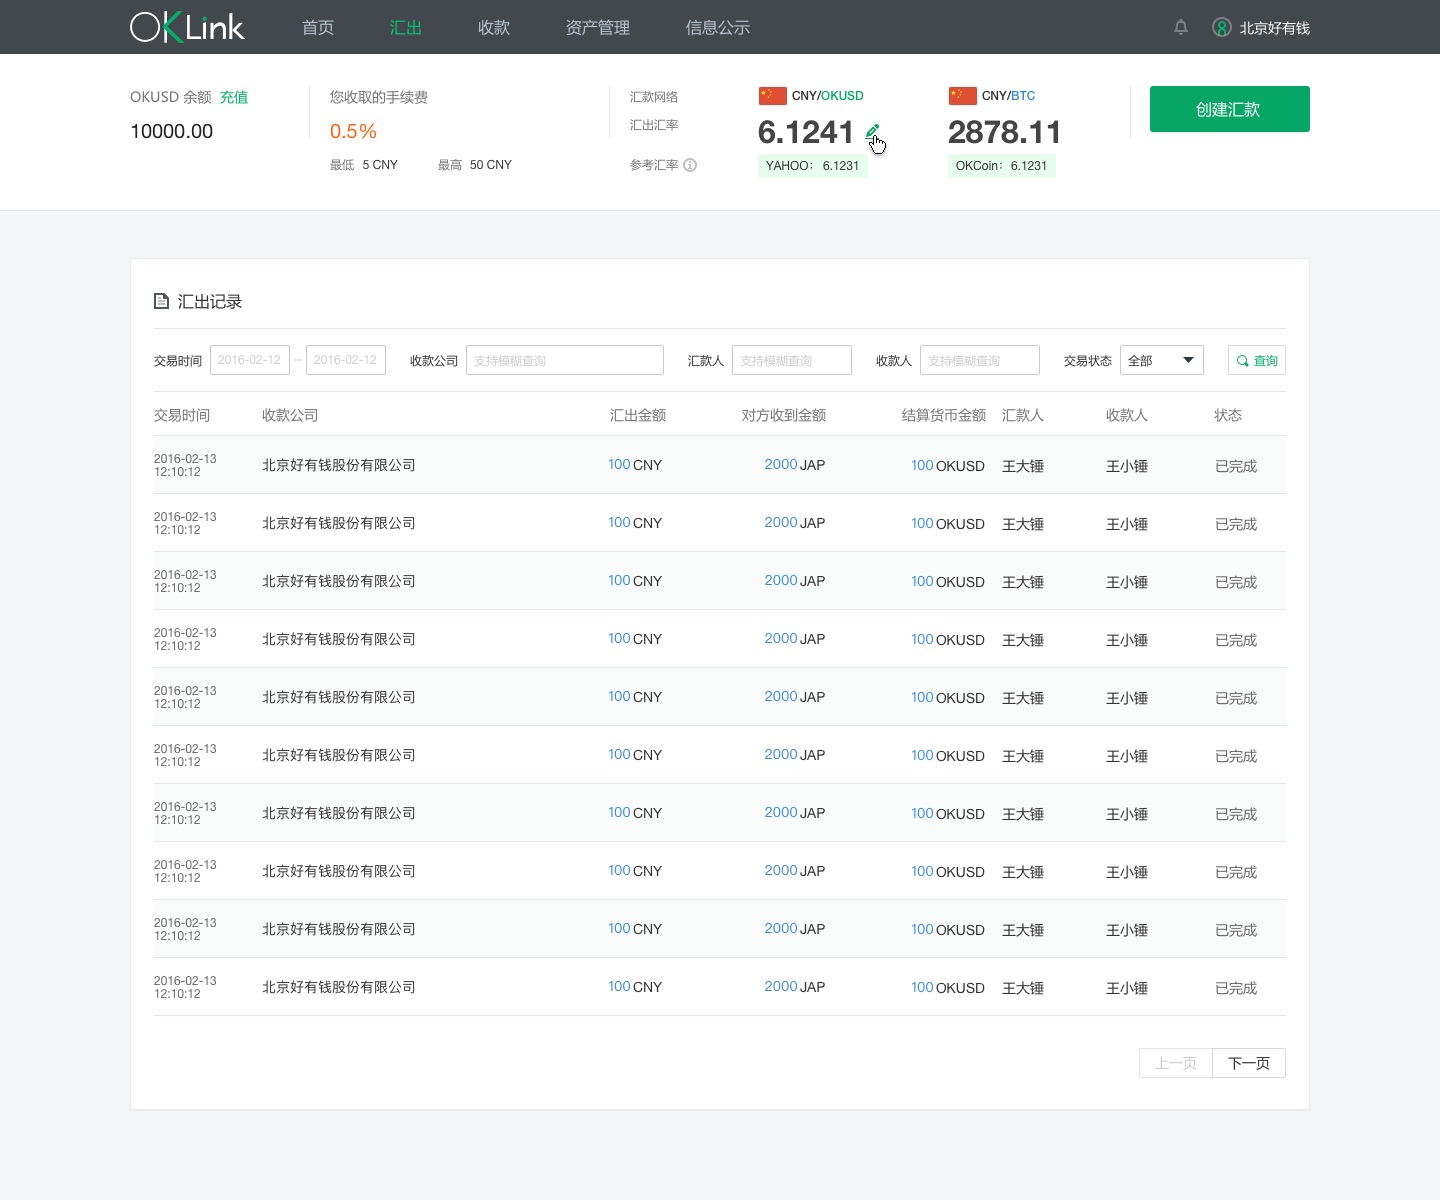 OKLink 首页 汇出 收款 资产管理 信息公示 北京好有钱
OKUSD 余额 充值
10000.00
您收取的手续费
0.5%
最低 5 CNY 最高 50 CNY
汇款网络
汇出汇率
参考汇率
CNY/OKUSD
6.1241
YAHOO： 6.1231
CNY/BTC
2878.11
OKCoin： 6.1231
创建汇款
汇出记录
交易时间 2016-02-12 – 2016-02-12 收款公司 支持模糊查询 汇款人 支持模糊查询 收款人 支持模糊查询 交易状态 全部 查询
交易时间 收款公司 汇出金额 对方收到金额 结算货币金额 汇款人 收款人 状态
2016-02-13
12:10:12
北京好有钱股份有限公司 100 CNY 2000 JAP 100 OKUSD 王大锤 王小锤 已完成
2016-02-13
12:10:12
北京好有钱股份有限公司 100 CNY 2000 JAP 100 OKUSD 王大锤 王小锤 已完成
2016-02-13
12:10:12
北京好有钱股份有限公司 100 CNY 2000 JAP 100 OKUSD 王大锤 王小锤 已完成
2016-02-13
12:10:12
北京好有钱股份有限公司 100 CNY 2000 JAP 100 OKUSD 王大锤 王小锤 已完成
2016-02-13
12:10:12
北京好有钱股份有限公司 100 CNY 2000 JAP 100 OKUSD 王大锤 王小锤 已完成
2016-02-13
12:10:12
北京好有钱股份有限公司 100 CNY 2000 JAP 100 OKUSD 王大锤 王小锤 已完成
2016-02-13
12:10:12
北京好有钱股份有限公司 100 CNY 2000 JAP 100 OKUSD 王大锤 王小锤 已完成
2016-02-13
12:10:12
北京好有钱股份有限公司 100 CNY 2000 JAP 100 OKUSD 王大锤 王小锤 已完成
2016-02-13
12:10:12
北京好有钱股份有限公司 100 CNY 2000 JAP 100 OKUSD 王大锤 王小锤 已完成
2016-02-13
12:10:12
北京好有钱股份有限公司 100 CNY 2000 JAP 100 OKUSD 王大锤 王小锤 已完成
上一页 下一页